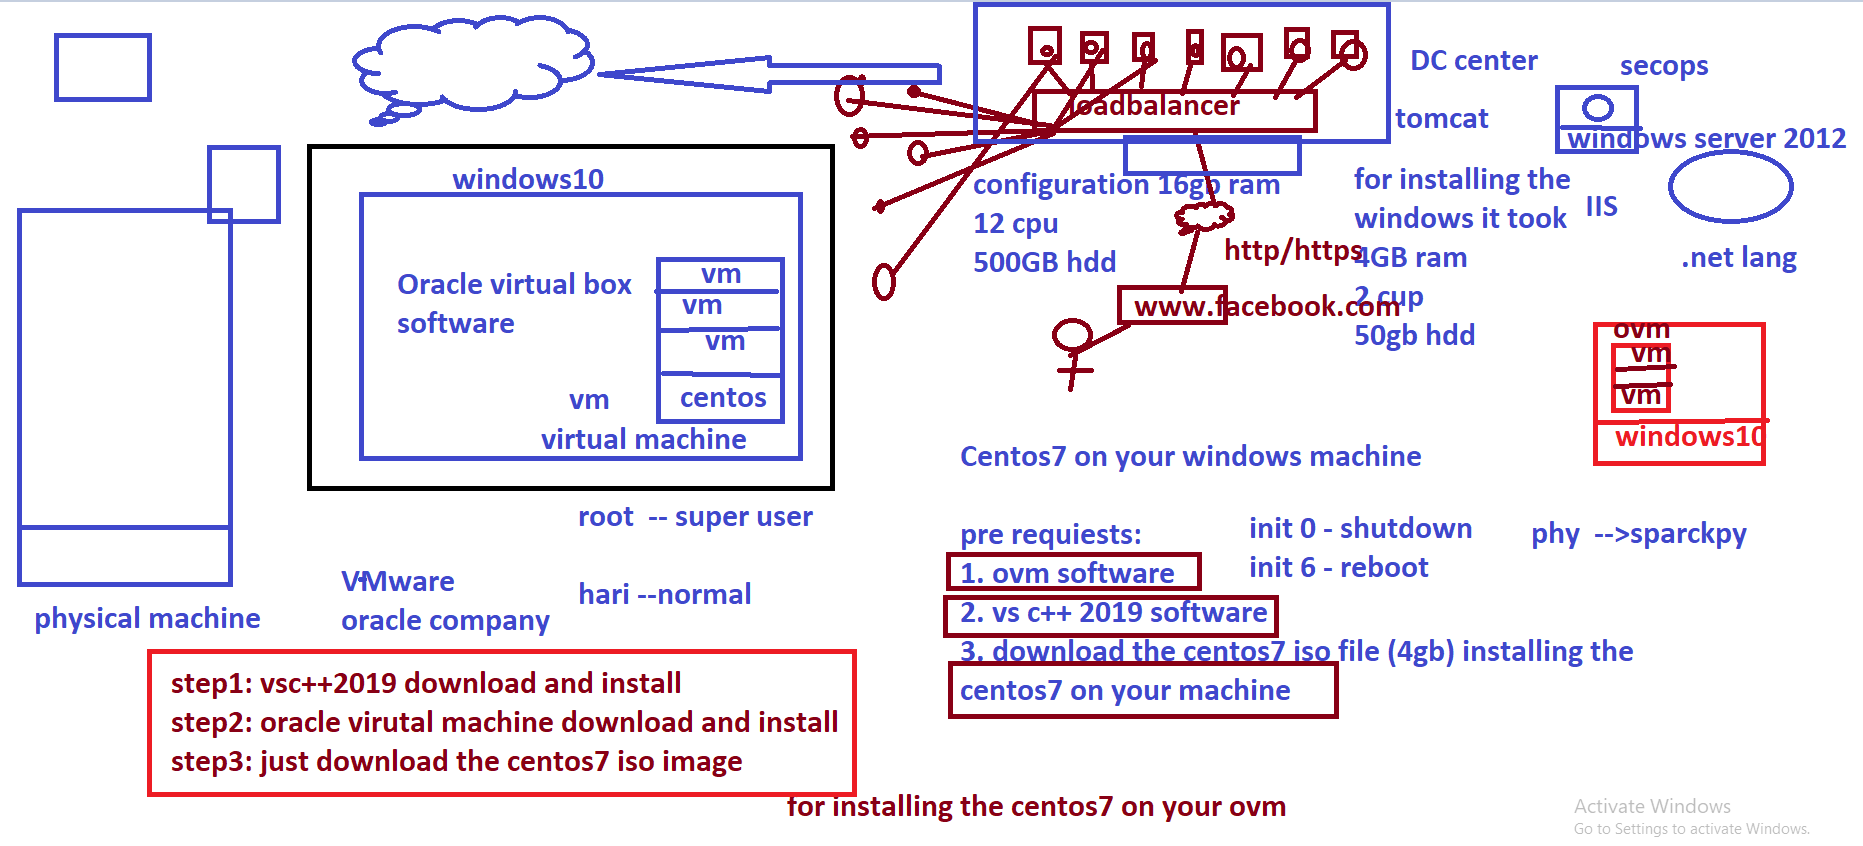 windows10
Oracle virtual box
software
vm
vm
vm
centos
vm
virtual machine
physical machine
VMware
oracle company
root -- super user
hari --normal
step1: vsc++2019 download and install
step2: oracle virutal machine download and install
step3: just download the centos7 iso image
for installing the centos7 on your ovm
loadbalancer
configuration 16gb ram
12 cpu
500GB hdd
http/https
www.facebook.com
DC center
tomcat
for installing the
windows it took
4GB ram
2 cup
50gb hdd
secops
windows server 2012
IIS
.net lang
ovm
vm
vm
windows10
Centos7 on your windows machine
pre requiests:
1. ovm software
2. vs c++ 2019 software
3. download the centos7 iso file (4gb) installing the
centos7 on your machine
init 0 - shutdown
init 6 - reboot
phy -->sparckpy
Activate Windows
Go to Settings to activate Windows.